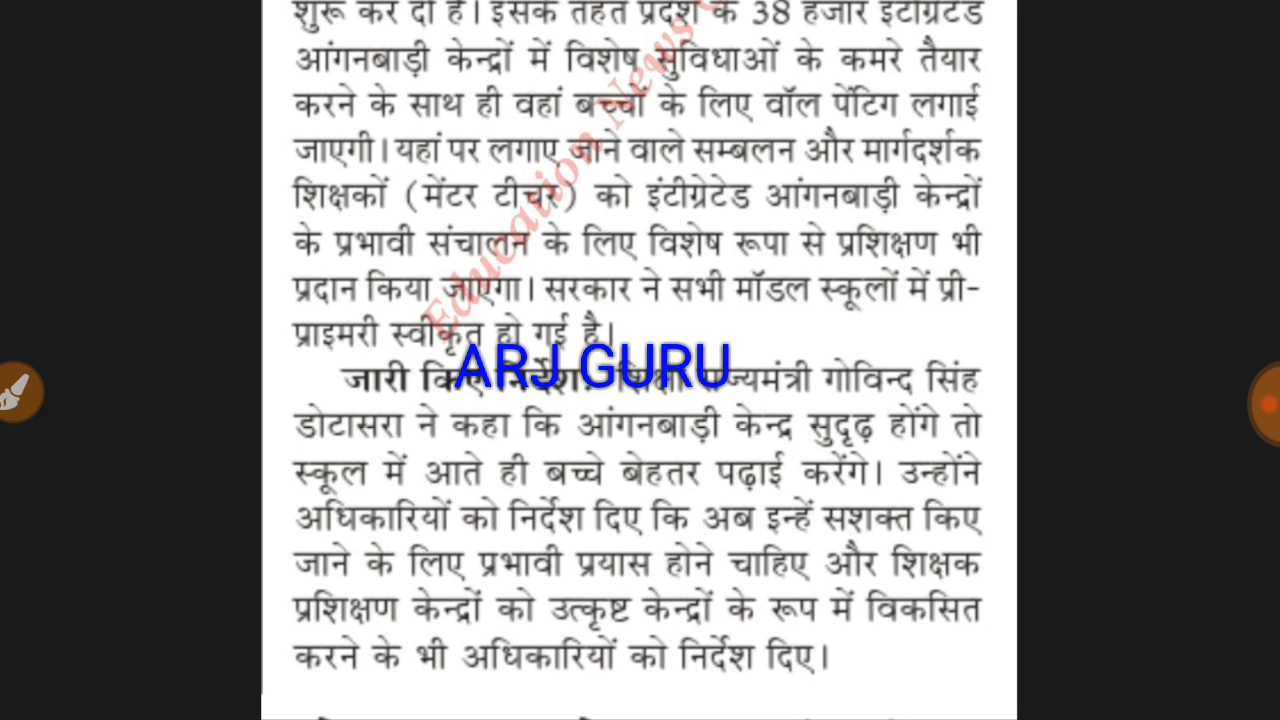 शुरू कर दी है। इसके तहत प्रदेश के 38 हजार इंटीग्रेटेड
आंगनबाड़ी केन्द्रों में विशेष सुविधाओं के कमरे तैयार
करने के साथ ही वहां बच्चों के लिए वॉल पेंटिग लगाई
जाएगी। यहां पर लगाए जाने वाले सम्बलन और मार्गदर्शक
शिक्षकों (मेंटर टीचर) को इंटीग्रेटेड आंगनबाड़ी केन्द्रों
के प्रभावी संचालन के लिए विशेष रूपा से प्रशिक्षण भी
प्रदान किया जाएगा। सरकार ने सभी मॉडल स्कूलों में प्री-
प्राइमरी स्वीकृत हो गई है।
ARJ GURU
जारी किए निर्देश: शिक्षा राज्यमंत्री गोविन्द सिंह
डोटासरा ने कहा कि आंगनबाड़ी केन्द्र सुदृढ़ होंगे तो
स्कूल में आते ही बच्चे बेहतर पढ़ाई करेंगे। उन्होंने
अधिकारियों को निर्देश दिए कि अब इन्हें सशक्त किए
जाने के लिए प्रभावी प्रयास होने चाहिए और शिक्षक
प्रशिक्षण केन्द्रों को उत्कृष्ट केन्द्रों के रूप में विकसित
करने के भी अधिकारियों को निर्देश दिए।
Education News